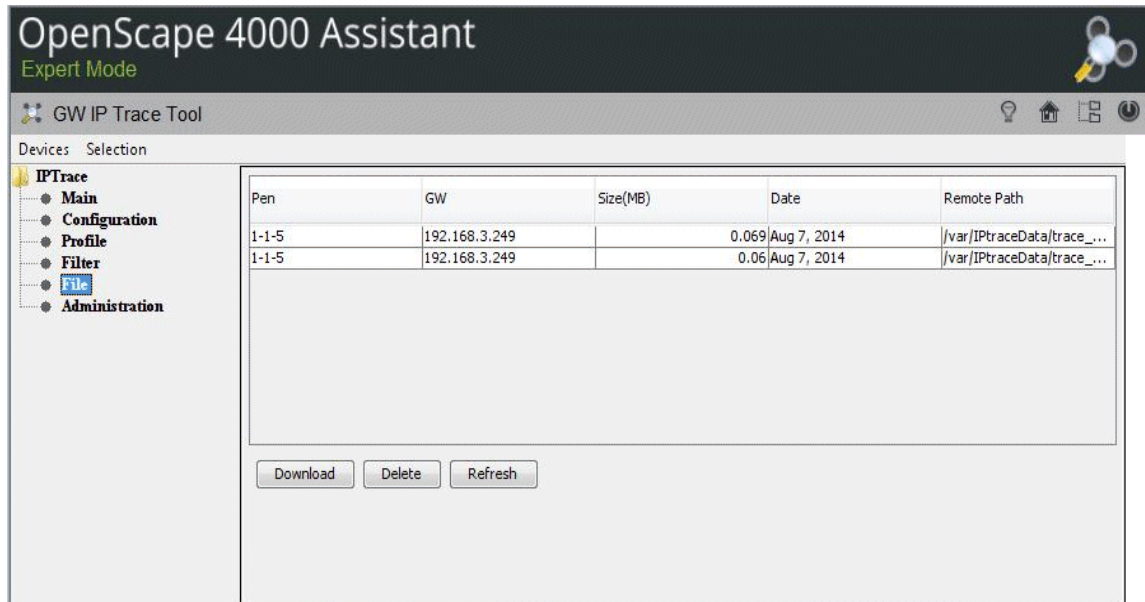 OpenScape 4000 Assistant
Expert Mode
GW IP Trace Tool
Devices Selection
IPTrace
Main
Configuration
Profile
Filter
File
Administration
Pen GW Size(MB) Date Remote Path
1-1-5 192.168.3.249 0.069 Aug 7, 2014 /var/IPtraceData/trace_...
1-1-5 192.168.3.249 0.06 Aug 7, 2014 /var/IPtraceData/trace_...
Download Delete Refresh